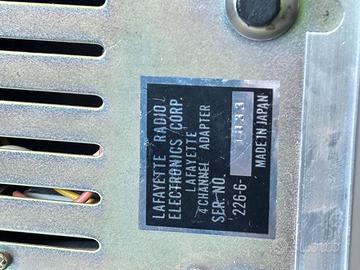 LAFAYETTE RADIO
ELECTRONICS CORP.
LAFAYETTE
4 CHANNEL ADAPTER
SER. NO.
226-6-
MADE IN JAPAN